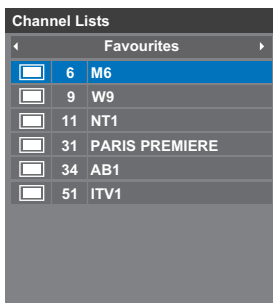 Channel Lists
Favourites
6 M6
9 W9
11 NT1
31 PARIS PREMIERE
34 AB1
51 ITV1